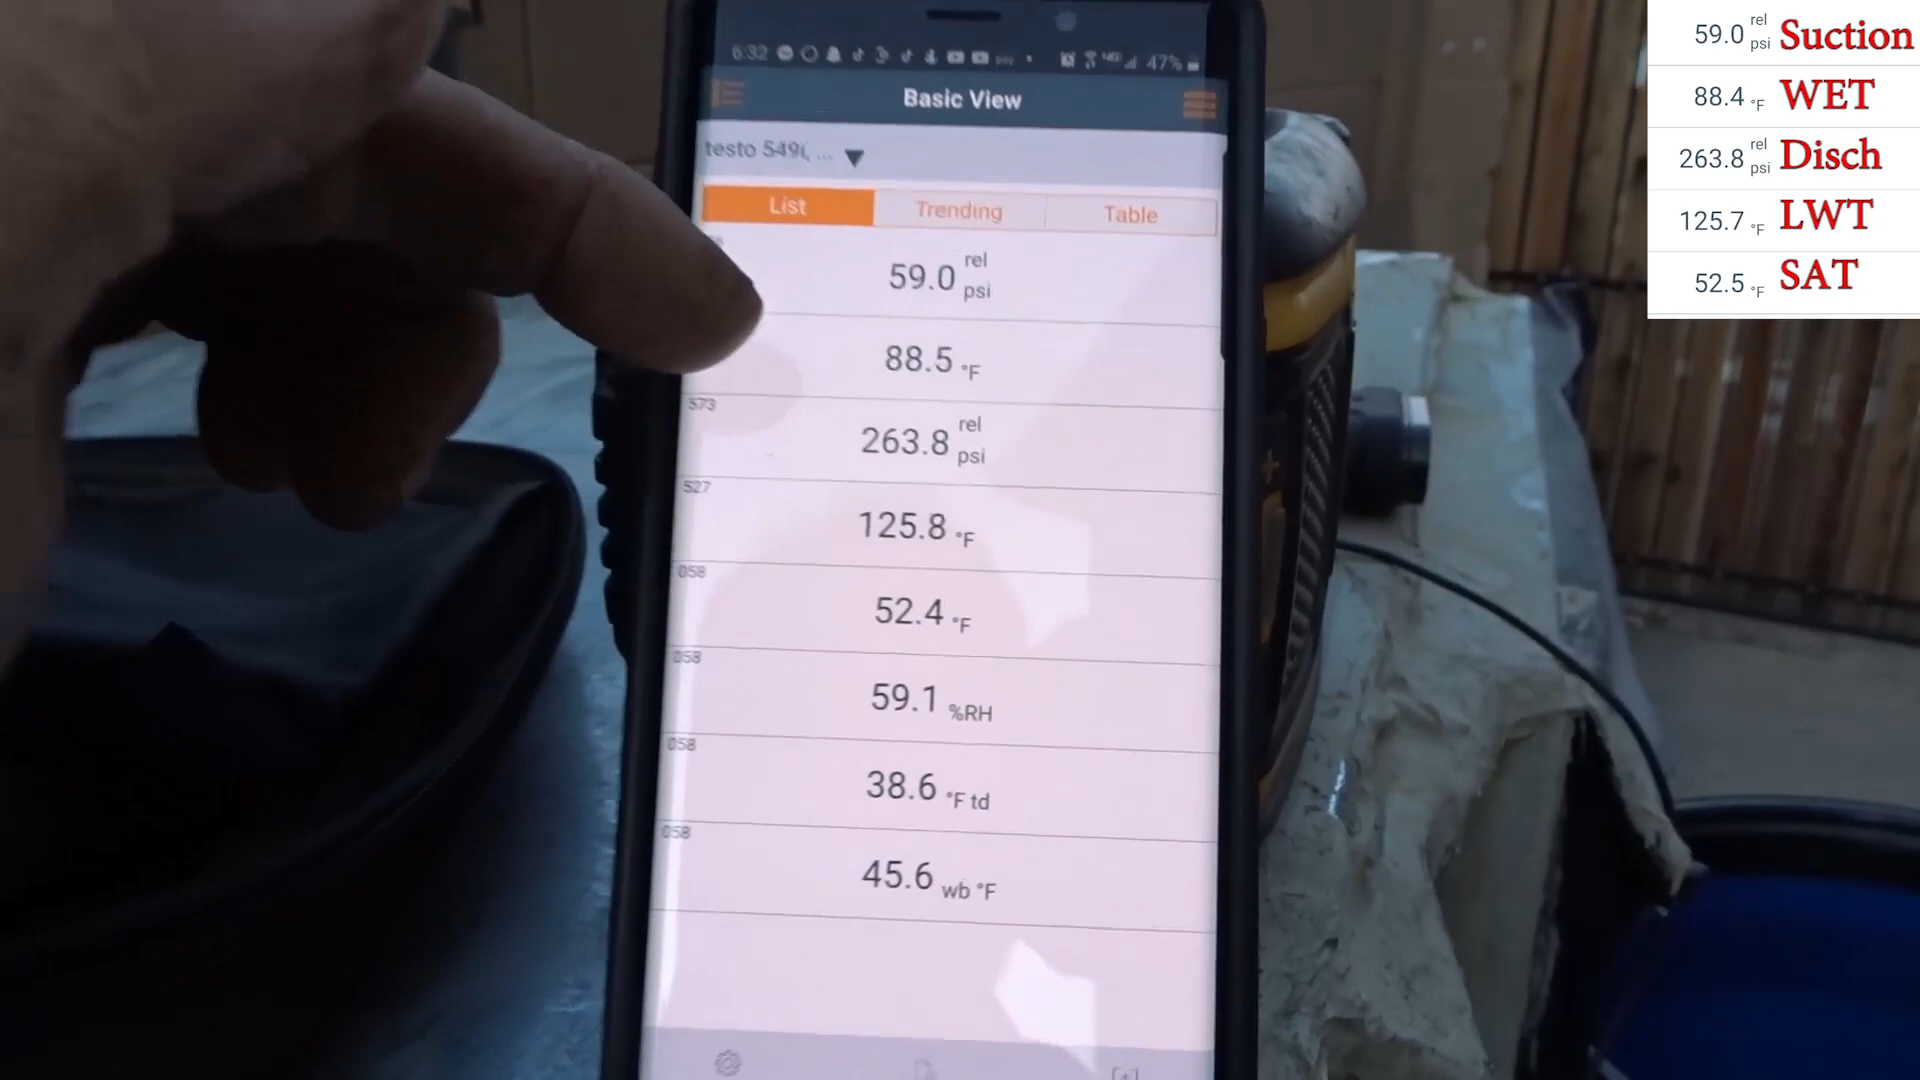 6:32
47%
Basic View
testo 549i, ...
List
Trending
Table
59.0 rel psi
88.5 °F
573
263.8 rel psi
527
125.8 °F
058
52.4 °F
058
59.1 %RH
058
38.6 °F td
058
45.6 wb °F
59.0 rel psi Suction
88.4 °F WET
263.8 rel psi Disch
125.7 °F LWT
52.5 °F SAT